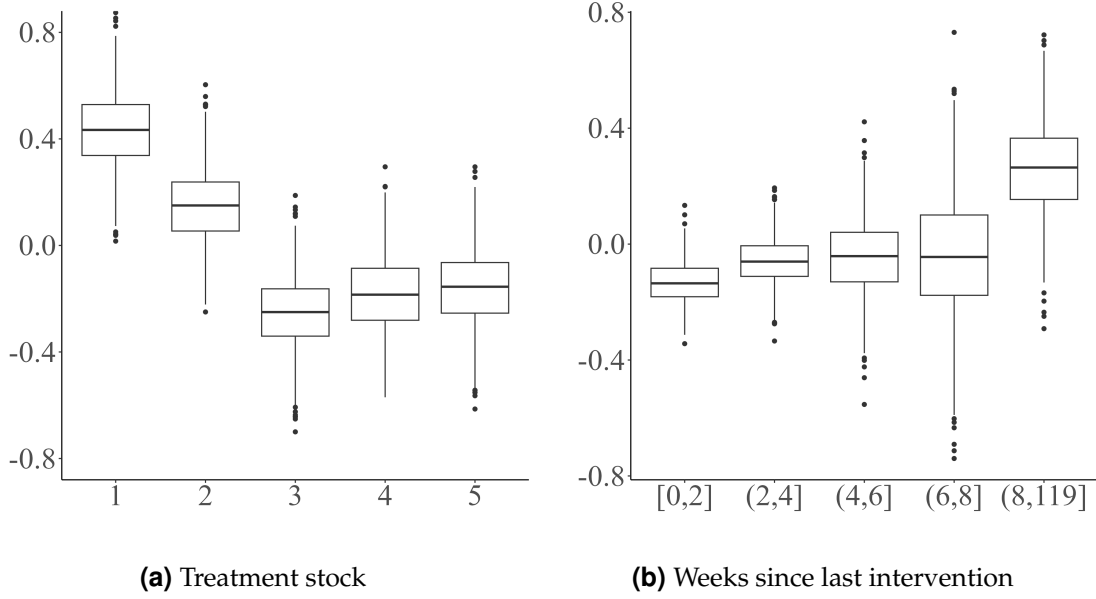 0.8
0.4
0.0
-0.4
-0.8
1 2 3 4 5
(a) Treatment stock
0.8
0.4
0.0
-0.4
-0.8
[0,2] (2,4] (4,6] (6,8] (8,119]
(b) Weeks since last intervention